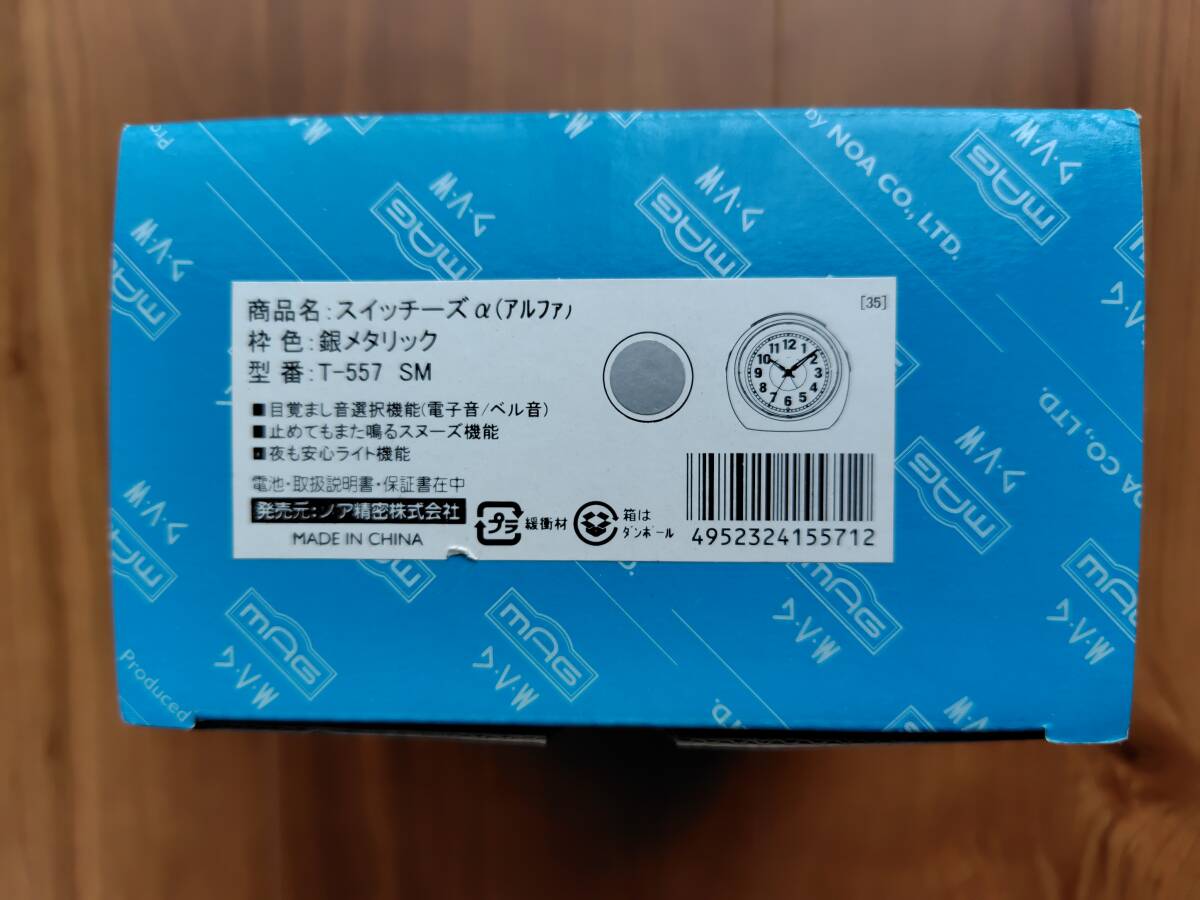 by NOA CO., LTD.
MAG
マグ
商品名:スイッチーズα(アルファ)
[35]
枠 色:銀メタリック
型 番:T-557 SM
■目覚まし音選択機能(電子音/ベル音)
■止めてもまた鳴るスヌーズ機能
■夜も安心ライト機能
電池・取扱説明書・保証書在中
発売元:ノア精密株式会社
MADE IN CHINA
プラ
緩衝材
箱は
ダンボール
4952324155712
11 12 1
10 2
9 3
8 4
7 6 5
Produced